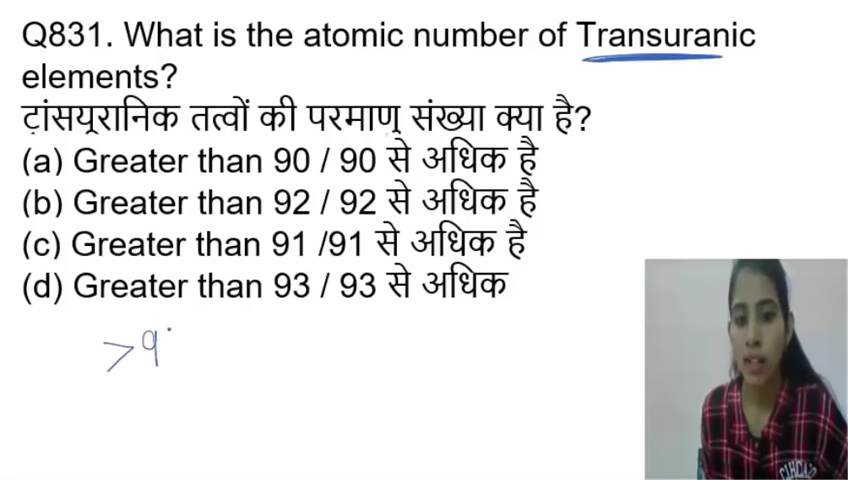 Q831. What is the atomic number of Transuranic
elements?
ट्रांसयूरानिक तत्वों की परमाणु संख्या क्या है?
(a) Greater than 90 / 90 से अधिक है
(b) Greater than 92 / 92 से अधिक है
(c) Greater than 91 /91 से अधिक है
(d) Greater than 93 / 93 से अधिक
>9